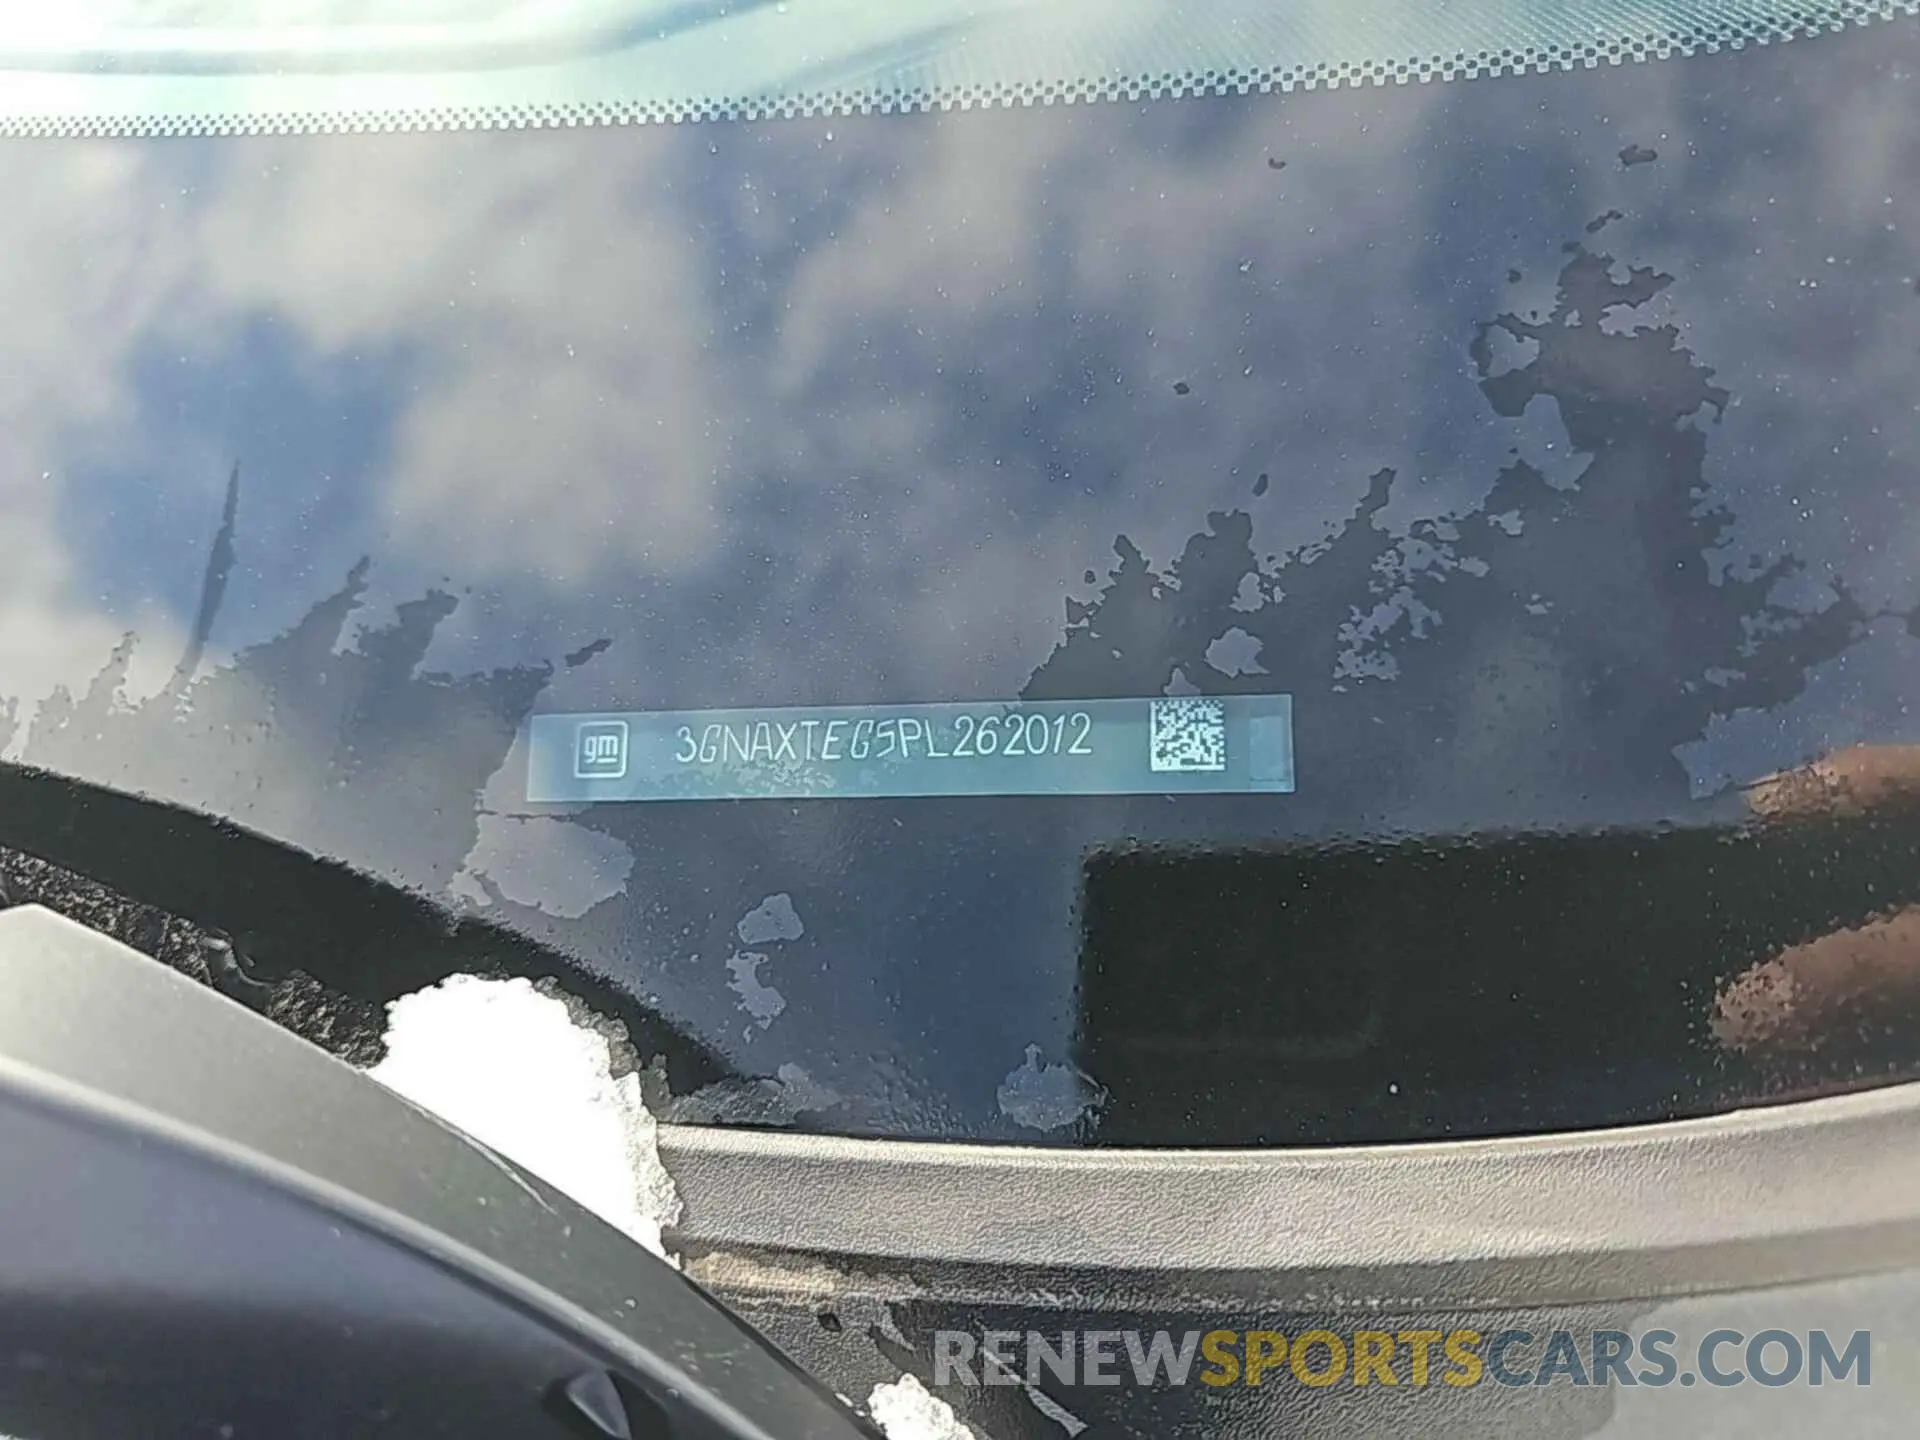 gm 3GNAXTEG5PL262012
RENEWSPORTSCARS.COM